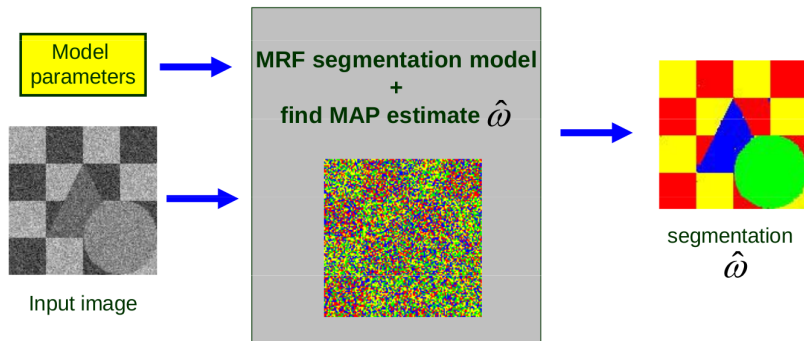 Model
parameters
MRF segmentation model
+
find MAP estimate ω̂
Input image
segmentation
ω̂